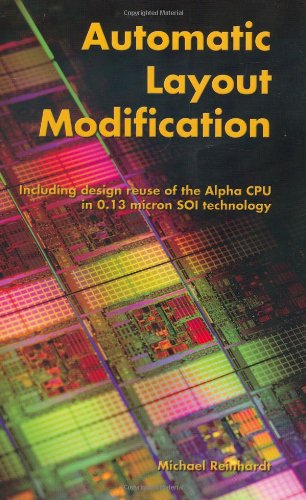 Automatic
Layout
Modification
Including design reuse of the Alpha CPU
in 0.13 micron SOI technology
Michael Reinhardt